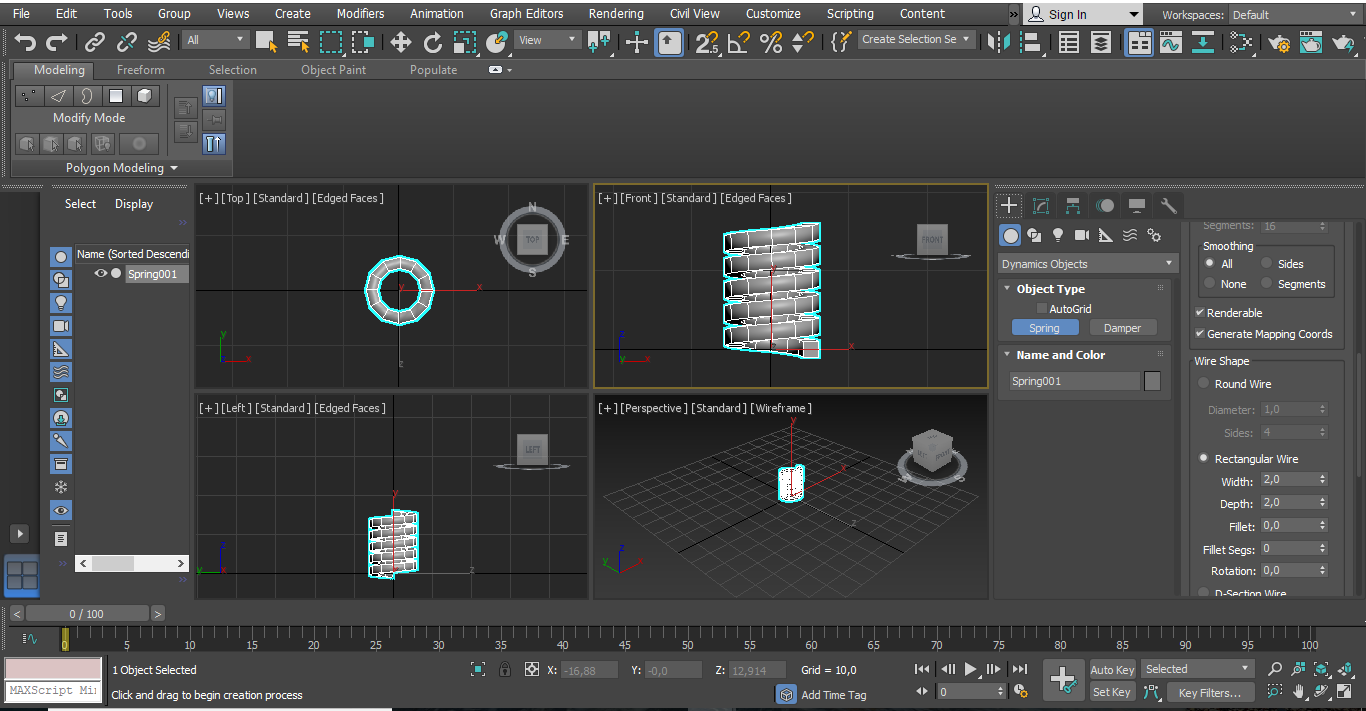 File Edit Tools Group Views Create Modifiers Animation Graph Editors Rendering Civil View Customize Scripting Content » Sign In Workspaces: Default
All View Create Selection Se
Modeling Freeform Selection Object Paint Populate
Modify Mode
Polygon Modeling
Select Display
Name (Sorted Descendi
Spring001
[+] [Top] [Standard] [Edged Faces]
N
W TOP E
S
y x
y
x
z
[+] [Front] [Standard] [Edged Faces]
FRONT
z
y x
x
[+] [Left] [Standard] [Edged Faces]
LEFT
y
z
y x
z
[+] [Perspective] [Standard] [Wireframe]
y
x
z
z
y
Dynamics Objects
Object Type
AutoGrid
Spring Damper
Name and Color
Spring001
Segments: 16
Smoothing
All Sides
None Segments
Renderable
Generate Mapping Coords
Wire Shape
Round Wire
Diameter: 1,0
Sides: 4
Rectangular Wire
Width: 2,0
Depth: 2,0
Fillet: 0,0
Fillet Segs: 0
Rotation: 0,0
D-Section Wire
< 0 / 100 >
0 5 10 15 20 25 30 35 40 45 50 55 60 65 70 75 80 85 90 95 100
MAXScript Mi
1 Object Selected
Click and drag to begin creation process
X: -16,88 Y: -0,0 Z: 12,914 Grid = 10,0
Add Time Tag
0
Auto Key Selected
Set Key Key Filters...